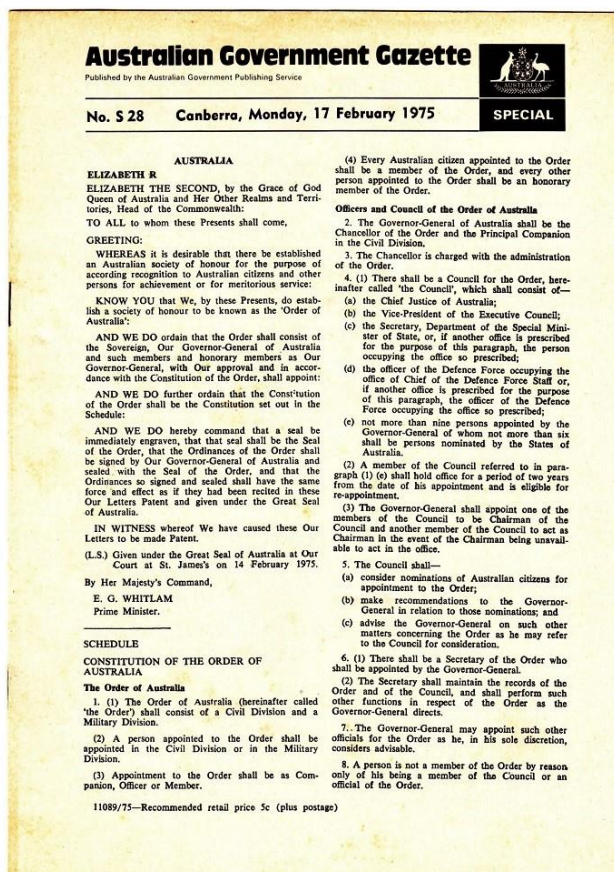 Australian Government Gazette
Published by the Australian Government Publishing Service
AUSTRALIA
No. S 28 Canberra, Monday, 17 February 1975
SPECIAL
AUSTRALIA
ELIZABETH R
ELIZABETH THE SECOND, by the Grace of God
Queen of Australia and Her Other Realms and Terri-
tories, Head of the Commonwealth:
TO ALL to whom these Presents shall come,
GREETING:
WHEREAS it is desirable that there be established
an Australian society of honour for the purpose of
according recognition to Australian citizens and other
persons for achievement or for meritorious service:
KNOW YOU that We, by these Presents, do estab-
lish a society of honour to be known as the 'Order of
Australia':
AND WE DO ordain that the Order shall consist of
the Sovereign, Our Governor-General of Australia
and such members and honorary members as Our
Governor-General, with Our approval and in accor-
dance with the Constitution of the Order, shall appoint:
AND WE DO further ordain that the Constitution
of the Order shall be the Constitution set out in the
Schedule:
AND WE DO hereby command that a seal be
immediately engraven, that that seal shall be the Seal
of the Order, that the Ordinances of the Order shall
be signed by Our Governor-General of Australia and
sealed with the Seal of the Order, and that the
Ordinances so signed and sealed shall have the same
force and effect as if they had been recited in these
Our Letters Patent and given under the Great Seal
of Australia.
IN WITNESS whereof We have caused these Our
Letters to be made Patent.
(L.S.) Given under the Great Seal of Australia at Our
Court at St. James's on 14 February 1975.
By Her Majesty's Command,
E. G. WHITLAM
Prime Minister.
SCHEDULE
CONSTITUTION OF THE ORDER OF
AUSTRALIA
The Order of Australia
1. (1) The Order of Australia (hereinafter called
'the Order') shall consist of a Civil Division and a
Military Division.
(2) A person appointed to the Order shall be
appointed in the Civil Division or in the Military
Division.
(3) Appointment to the Order shall be as Com-
panion, Officer or Member.
(4) Every Australian citizen appointed to the Order
shall be a member of the Order, and every other
person appointed to the Order shall be an honorary
member of the Order.
Officers and Council of the Order of Australia
2. The Governor-General of Australia shall be the
Chancellor of the Order and the Principal Companion
in the Civil Division.
3. The Chancellor is charged with the administration
of the Order.
4. (1) There shall be a Council for the Order, here-
inafter called 'the Council', which shall consist of—
(a) the Chief Justice of Australia;
(b) the Vice-President of the Executive Council;
(c) the Secretary, Department of the Special Mini-
ster of State, or, if another office is prescribed
for the purpose of this paragraph, the person
occupying the office so prescribed;
(d) the officer of the Defence Force occupying the
office of Chief of the Defence Force Staff or,
if another office is prescribed for the purpose
of this paragraph, the officer of the Defence
Force occupying the office so prescribed;
(e) not more than nine persons appointed by the
Governor-General of whom not more than six
shall be persons nominated by the States of
Australia.
(2) A member of the Council referred to in para-
graph (1) (e) shall hold office for a period of two years
from the date of his appointment and is eligible for
re-appointment.
(3) The Governor-General shall appoint one of the
members of the Council to be Chairman of the
Council and another member of the Council to act as
Chairman in the event of the Chairman being unavail-
able to act in the office.
5. The Council shall—
(a) consider nominations of Australian citizens for
appointment to the Order;
(b) make recommendations to the Governor-
General in relation to those nominations; and
(c) advise the Governor-General on such other
matters concerning the Order as he may refer
to the Council for consideration.
6. (1) There shall be a Secretary of the Order who
shall be appointed by the Governor-General.
(2) The Secretary shall maintain the records of the
Order and of the Council, and shall perform such
other functions in respect of the Order as the
Governor-General directs.
7. The Governor-General may appoint such other
officials for the Order as he, in his sole discretion,
considers advisable.
8. A person is not a member of the Order by reason
only of his being a member of the Council or an
official of the Order.
11089/75—Recommended retail price 5c (plus postage)